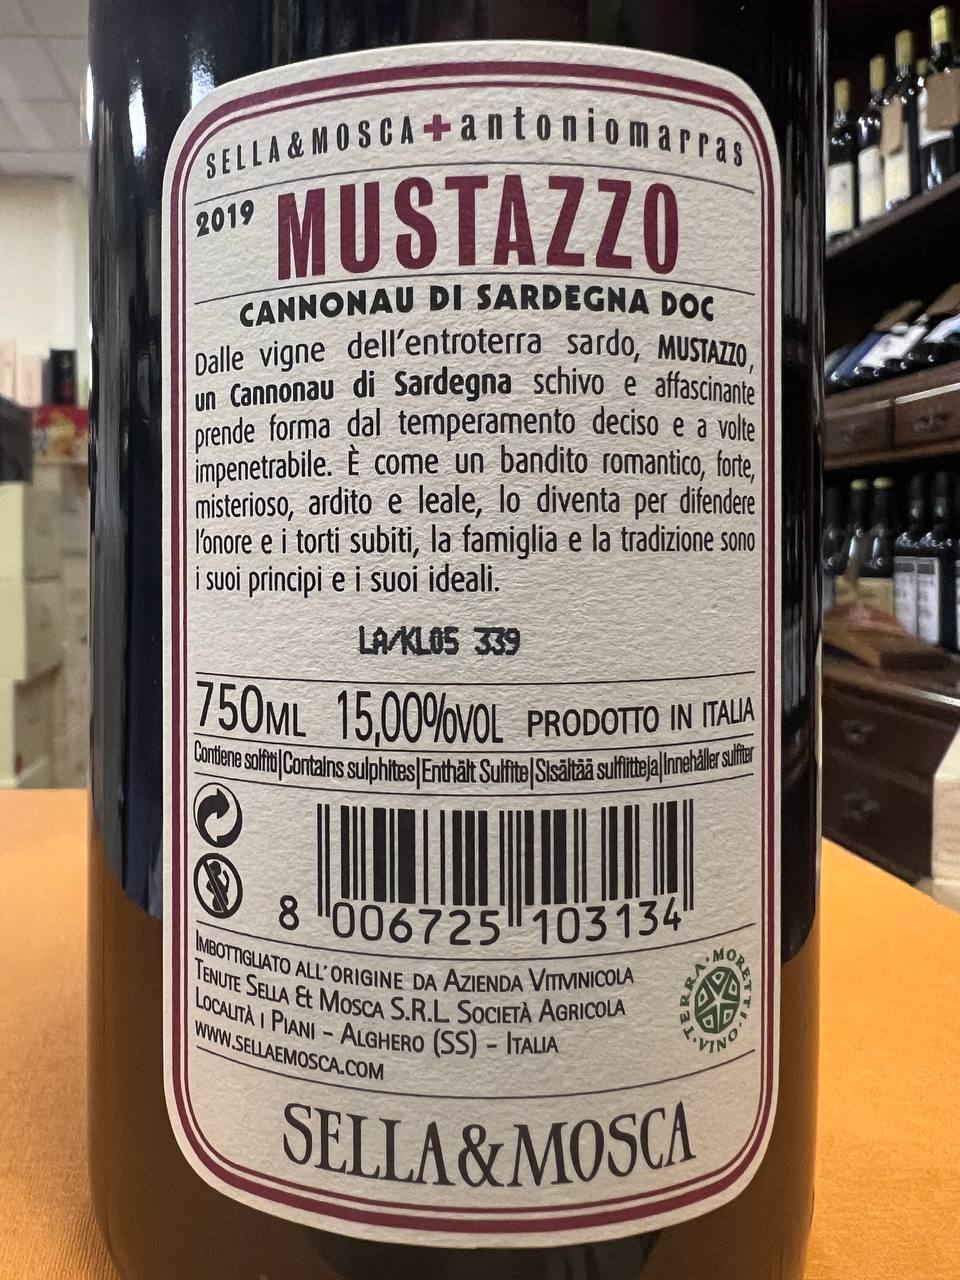 SELLA&MOSCA+antoniomarras
2019 MUSTAZZO
CANNONAU DI SARDEGNA DOC
Dalle vigne dell'entroterra sardo, MUSTAZZO,
un Cannonau di Sardegna schivo e affascinante
prende forma dal temperamento deciso e a volte
impenetrabile. È come un bandito romantico, forte,
misterioso, ardito e leale, lo diventa per difendere
l'onore e i torti subiti, la famiglia e la tradizione sono
i suoi principi e i suoi ideali.
LA/KL05 339
750ML 15,00%VOL PRODOTTO IN ITALIA
Contiene solfiti|Contains sulphites|Enthält Sulfite|Sisältää sulfiitteja|Innehåller sulfiter
8 006725 103134
IMBOTTIGLIATO ALL'ORIGINE DA AZIENDA VITIVINICOLA
TENUTE SELLA & MOSCA S.R.L. SOCIETÀ AGRICOLA
LOCALITÀ I PIANI - ALGHERO (SS) - ITALIA
WWW.SELLAEMOSCA.COM
TERRA·MORETTI·VINO·
SELLA&MOSCA